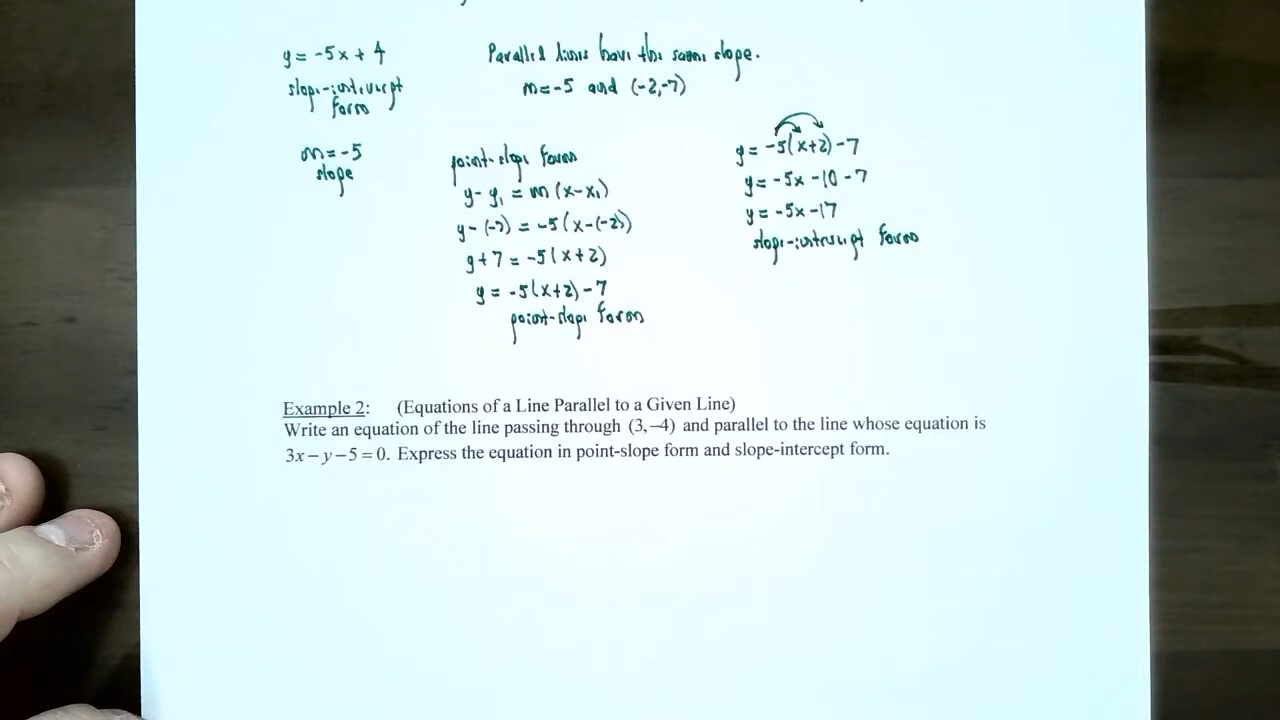 y = -5x + 4
slope-intercept
form
m = -5
slope
Parallel lines have the same slope.
m = -5 and (-2,-7)
point-slope form
y - y₁ = m(x-x₁)
y - (-7) = -5(x-(-2))
y + 7 = -5(x+2)
y = -5(x+2) - 7
point-slope form
y = -5(x+2) - 7
y = -5x - 10 - 7
y = -5x - 17
slope-intercept form
Example 2: (Equations of a Line Parallel to a Given Line)
Write an equation of the line passing through (3,–4) and parallel to the line whose equation is
3x – y – 5 = 0. Express the equation in point-slope form and slope-intercept form.